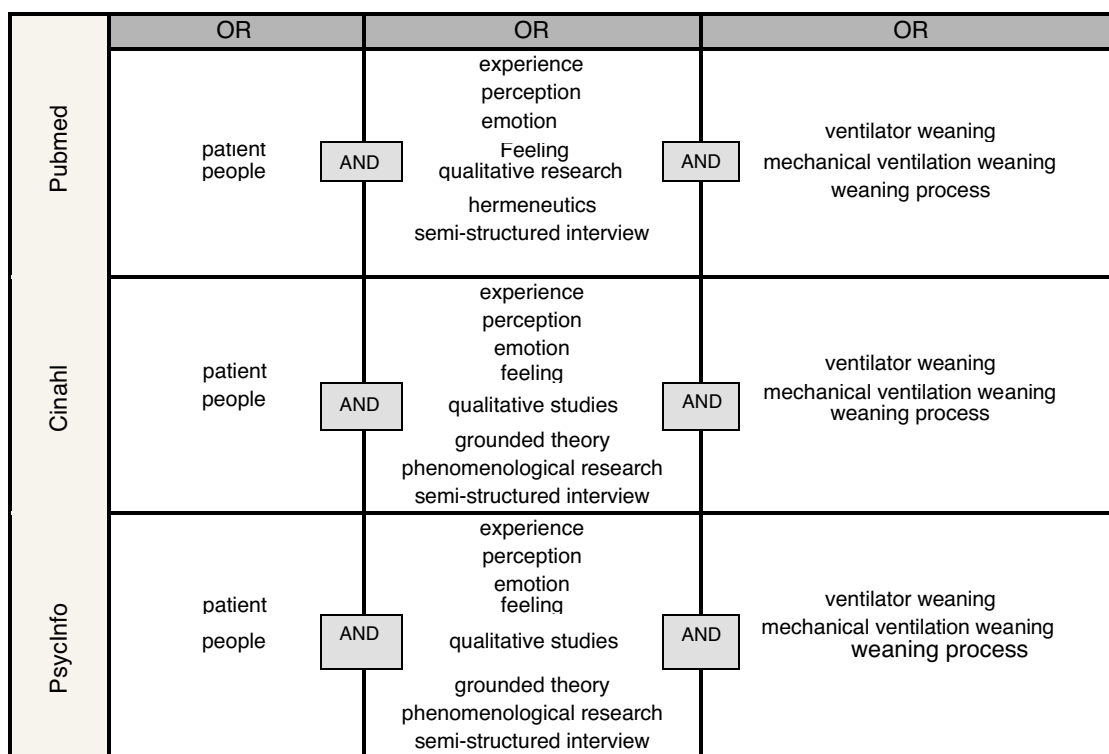 OR OR OR
Pubmed
patient
people
AND
experience
perception
emotion
Feeling
qualitative research
hermeneutics
semi-structured interview
AND
ventilator weaning
mechanical ventilation weaning
weaning process
Cinahl
patient
people
AND
experience
perception
emotion
feeling
qualitative studies
grounded theory
phenomenological research
semi-structured interview
AND
ventilator weaning
mechanical ventilation weaning
weaning process
PsycInfo
patient
people
AND
experience
perception
emotion
feeling
qualitative studies
grounded theory
phenomenological research
semi-structured interview
AND
ventilator weaning
mechanical ventilation weaning
weaning process